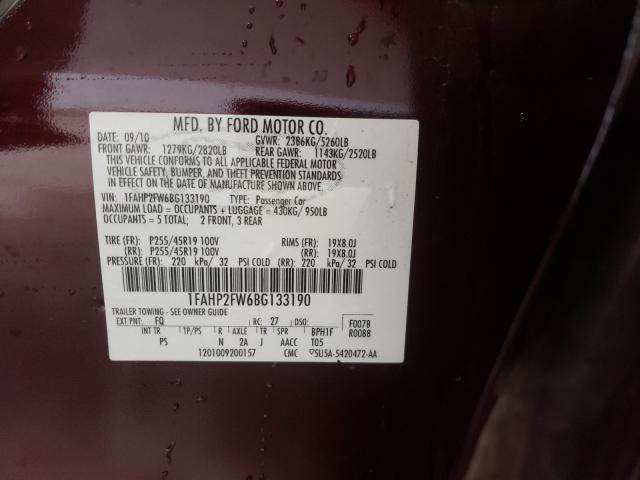 MFD. BY FORD MOTOR CO.
DATE: 09/10 GVWR: 2386KG/5260LB
FRONT GAWR: 1279KG/2820LB REAR GAWR: 1143KG/2520LB
THIS VEHICLE CONFORMS TO ALL APPLICABLE FEDERAL MOTOR
VEHICLE SAFETY, BUMPER, AND THEFT PREVENTION STANDARDS
IN EFFECT ON THE DATE OF MANUFACTURE SHOWN ABOVE.
VIN: 1FAHP2FW6BG133190 TYPE: Passenger Car
MAXIMUM LOAD = OCCUPANTS + LUGGAGE = 430KG/ 950LB
OCCUPANTS = 5 TOTAL; 2 FRONT, 3 REAR
TIRE (FR): P255/45R19 100V RIMS (FR): 19X8.0J
(RR): P255/45R19 100V (RR): 19X8.0J
PRESSURE (FR): 220 kPa/ 32 PSI COLD (RR): 220 kPa/ 32 PSI COLD
1FAHP2FW6BG133190
TRAILER TOWING - SEE OWNER GUIDE
EXT PNT: FQ RC: 27 DSO: F0078
INT TR TP/PS R AXLE TR SPR BPH1F R0088
PS N 2A J AACC T05
1201009200157 CMC ▽5U5A-5420472-AA